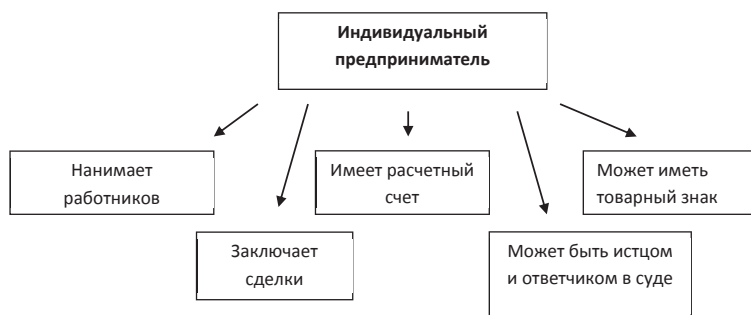 Индивидуальный
предприниматель
Нанимает
работников
Имеет расчетный
счет
Может иметь
товарный знак
Заключает
сделки
Может быть истцом
и ответчиком в суде